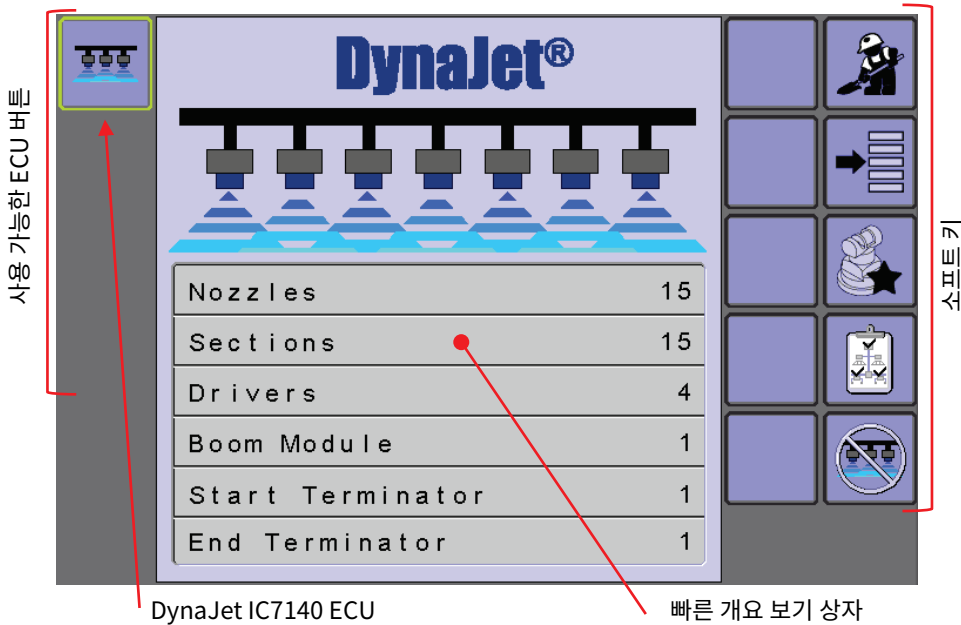 사용 가능한 ECU 버튼
DynaJet®
Nozzles 15
Sections 15
Drivers 4
Boom Module 1
Start Terminator 1
End Terminator 1
소프트 키
DynaJet IC7140 ECU
빠른 개요 보기 상자